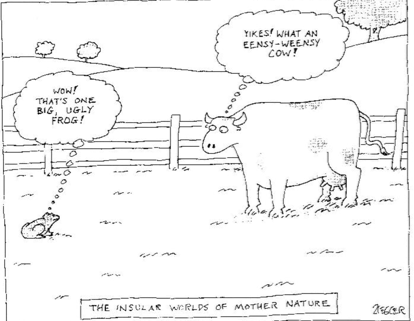 YIKES! WHAT AN
EENSY-WEENSY
COW!
WOW!
THAT'S ONE
BIG, UGLY
FROG!
THE INSULAR WORLDS OF MOTHER NATURE
ZIEGLER